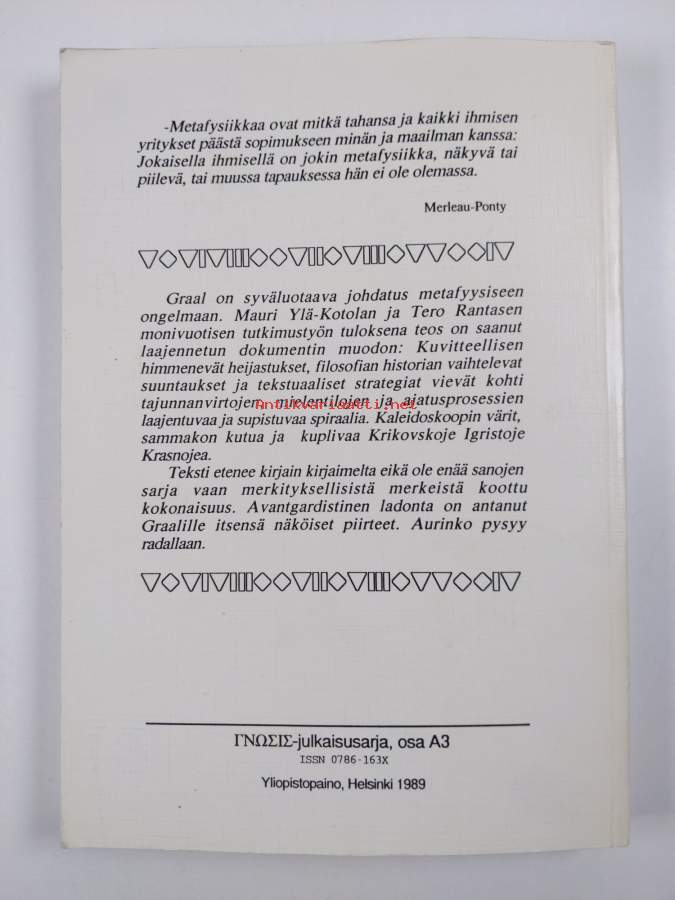 -Metafysiikkaa ovat mitkä tahansa ja kaikki ihmisen
yritykset päästä sopimukseen minän ja maailman kanssa:
Jokaisella ihmisellä on jokin metafysiikka, näkyvä tai
piilevä, tai muussa tapauksessa hän ei ole olemassa.
Merleau-Ponty
Graal on syväluotaava johdatus metafyysiseen
ongelmaan. Mauri Ylä-Kotolan ja Tero Rantasen
monivuotisen tutkimustyön tuloksena teos on saanut
laajennetun dokumentin muodon: Kuvitteellisen
himmenevät heijastukset, filosofian historian vaihtelevat
suuntaukset ja tekstuaaliset strategiat vievät kohti
tajunnanvirtojen, mielentilojen ja ajatusprosessien
Antikvariaatti.net
laajentuvaa ja supistuvaa spiraalia. Kaleidoskoopin värit,
sammakon kutua ja kuplivaa Krikovskoje Igristoje
Krasnojea.
Teksti etenee kirjain kirjaimelta eikä ole enää sanojen
sarja vaan merkityksellisistä merkeistä koottu
kokonaisuus. Avantgardistinen ladonta on antanut
Graalille itsensä näköiset piirteet. Aurinko pysyy
radallaan.
ΓΝΩΣΙΣ-julkaisusarja, osa A3
ISSN 0786-163X
Yliopistopaino, Helsinki 1989